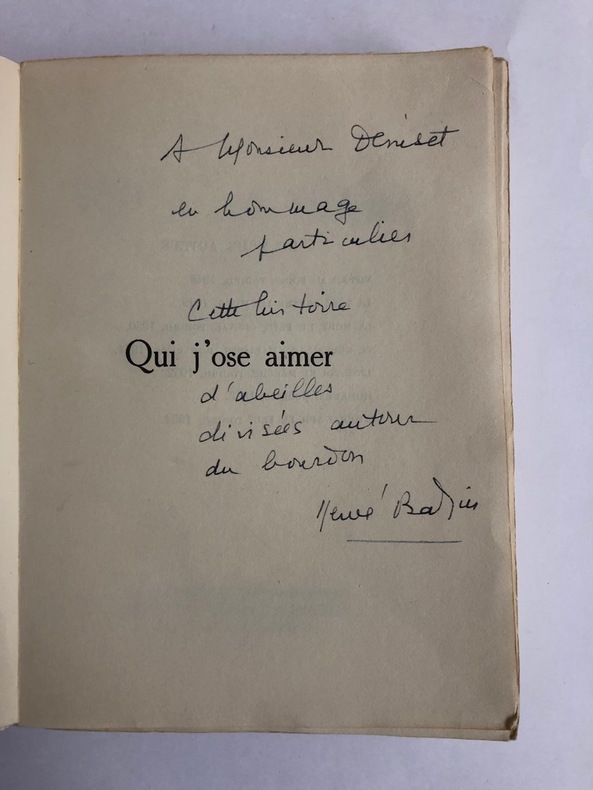 A Monsieur Deniset
en hommage
particulier
Cette histoire
Qui j'ose aimer
d'abeilles
divisées autour
du bourdon
Hervé Bazin